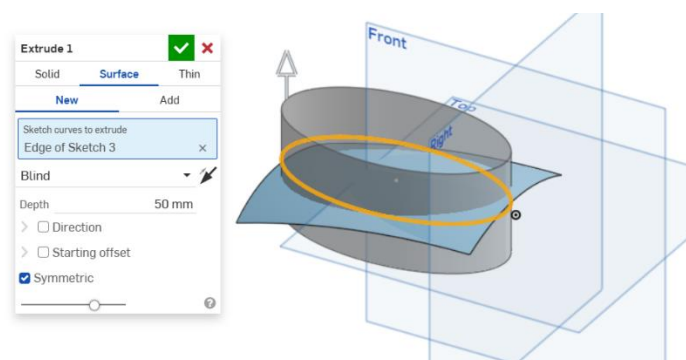 Extrude 1
Solid Surface Thin
New Add
Sketch curves to extrude
Edge of Sketch 3
Blind
Depth 50 mm
Direction
Starting offset
Symmetric
Front
Top
Right